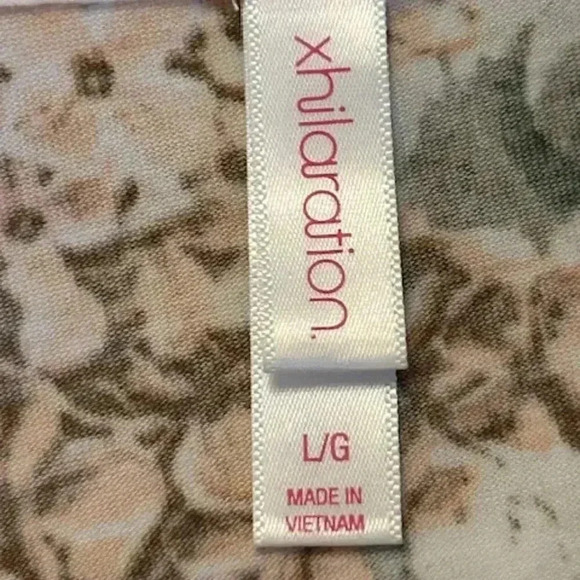 xhilaration.
L/G
MADE IN
VIETNAM